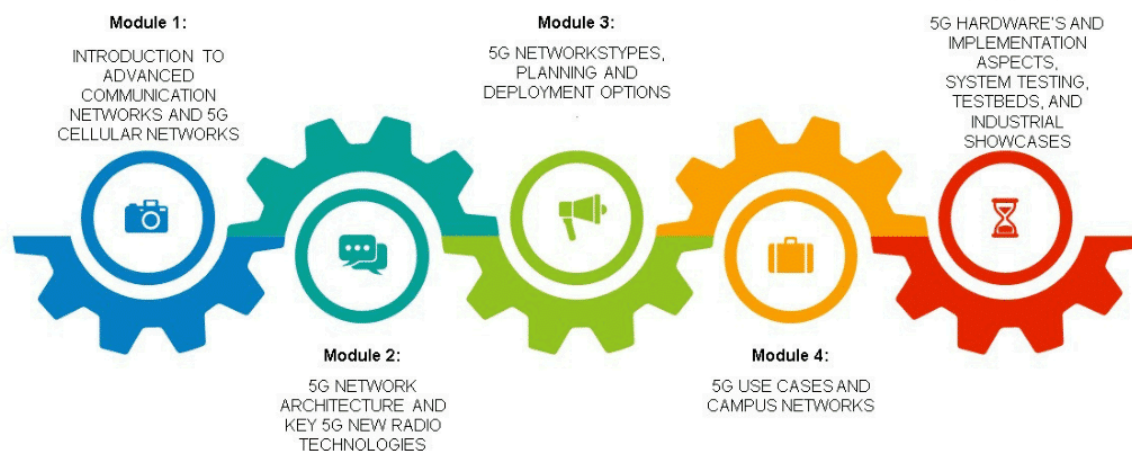 Module 1:
INTRODUCTION TO
ADVANCED
COMMUNICATION
NETWORKS AND 5G
CELLULAR NETWORKS
Module 2:
5G NETWORK
ARCHITECTURE AND
KEY 5G NEW RADIO
TECHNOLOGIES
Module 3:
5G NETWORKSTYPES,
PLANNING AND
DEPLOYMENT OPTIONS
Module 4:
5G USE CASES AND
CAMPUS NETWORKS
5G HARDWARE'S AND
IMPLEMENTATION
ASPECTS,
SYSTEM TESTING,
TESTBEDS, AND
INDUSTRIAL
SHOWCASES